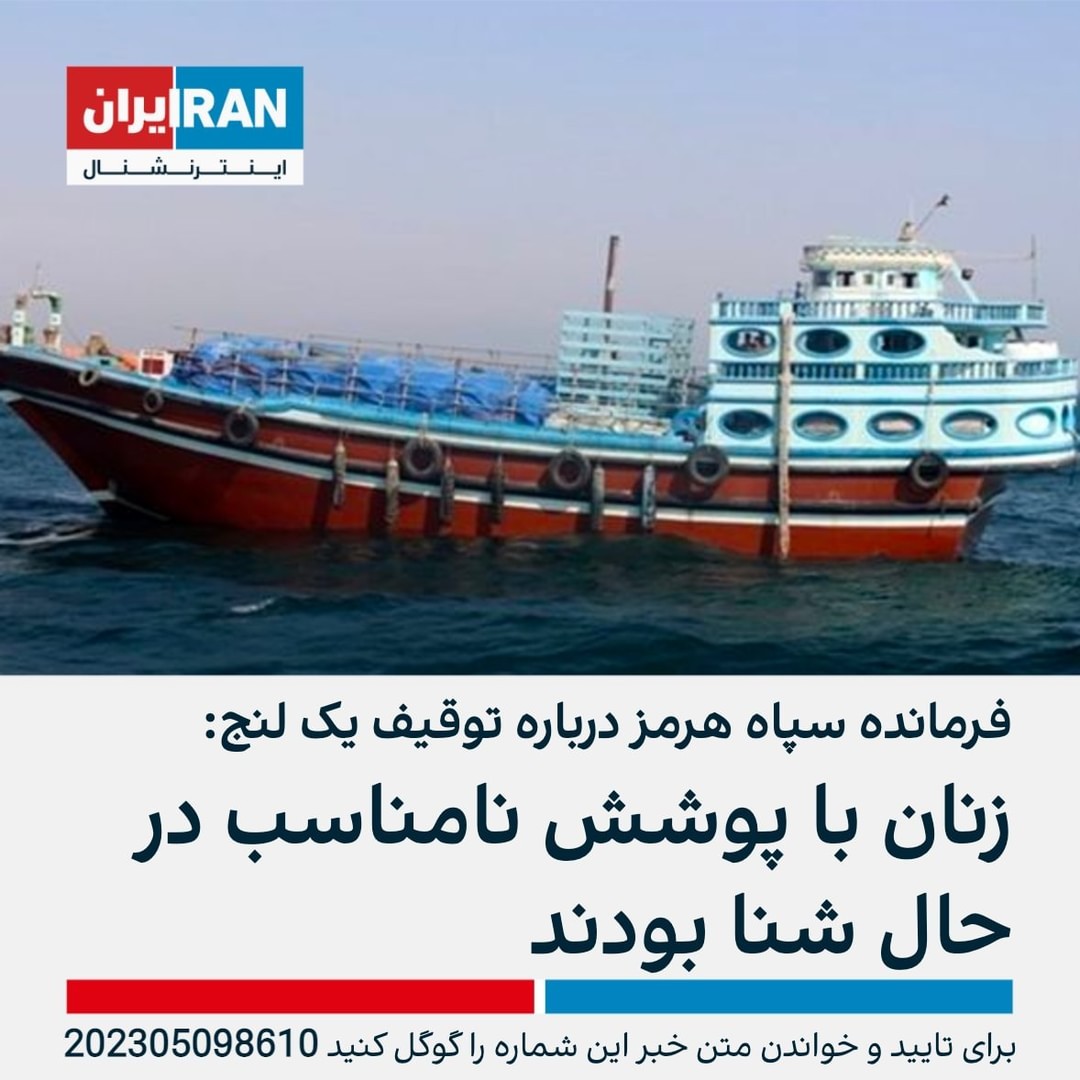 ایران IRAN
اینترنشنال
فرمانده سپاه هرمز درباره توقیف یک لنج:
زنان با پوشش نامناسب در
حال شنا بودند
برای تایید و خواندن متن خبر این شماره را گوگل کنید 202305098610